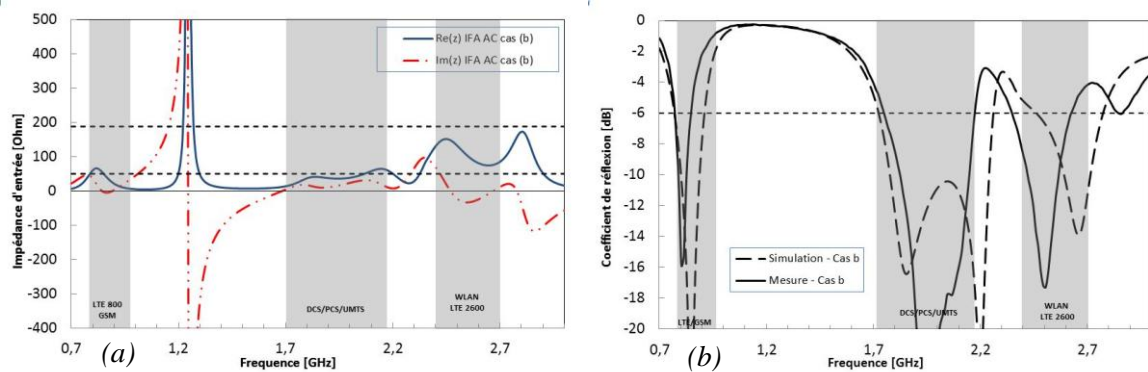 500
400
300
200
100
0
-100
-200
-300
-400
Impédance d'entrée [Ohm]
Re(z) IFA AC cas (b)
Im(z) IFA AC cas (b)
LTE 800
GSM
DCS/PCS/UMTS
WLAN
LTE 2600
0,7
1,2
1,7
2,2
2,7
Frequence [GHz]
(a)
0
-2
-4
-6
-8
-10
-12
-14
-16
-18
-20
Coefficient de réflexion [dB]
Simulation - Cas b
Mesure - Cas b
LTE/GSM
DCS/PCS/UMTS
WLAN
LTE 2600
0,7
1,2
1,7
2,2
2,7
Frequence [GHz]
(b)